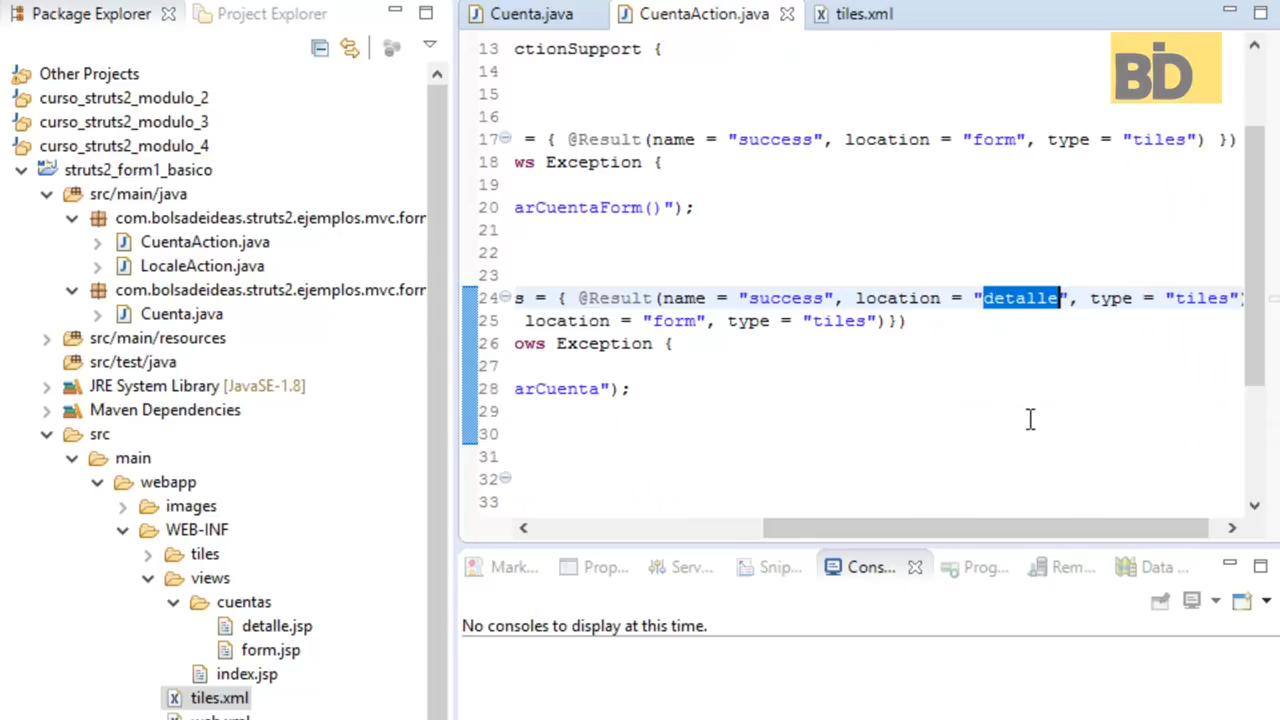 Package Explorer
Project Explorer
Other Projects
curso_struts2_modulo_2
curso_struts2_modulo_3
curso_struts2_modulo_4
struts2_form1_basico
src/main/java
com.bolsadeideas.struts2.ejemplos.mvc.forr
CuentaAction.java
LocaleAction.java
com.bolsadeideas.struts2.ejemplos.mvc.forr
Cuenta.java
src/main/resources
src/test/java
JRE System Library [JavaSE-1.8]
Maven Dependencies
src
main
webapp
images
WEB-INF
tiles
views
cuentas
detalle.jsp
form.jsp
index.jsp
tiles.xml
web.xml
Cuenta.java
CuentaAction.java
tiles.xml
BiD
13 ctionSupport {
14
15
16
17 = { @Result(name = "success", location = "form", type = "tiles") })
18 ws Exception {
19
20 arCuentaForm()");
21
22
23
24 s = { @Result(name = "success", location = "detalle", type = "tiles")
25 location = "form", type = "tiles")})
26 ows Exception {
27
28 arCuenta");
29
30
31
32
33
Mark...
Prop...
Serv...
Snip...
Cons...
Prog...
Rem...
Data ...
No consoles to display at this time.